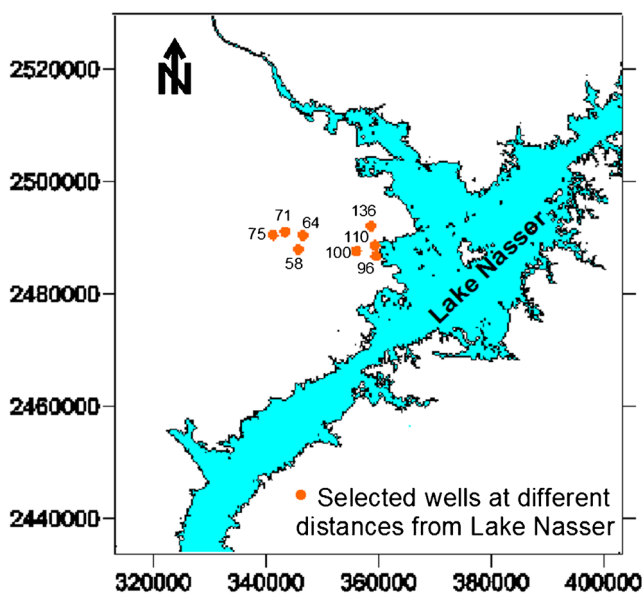 2520000
N
2500000
136
71
64
75
110
100
58
96
Lake Nasser
2480000
2460000
2440000
Selected wells at different
distances from Lake Nasser
320000 340000 360000 380000 400000